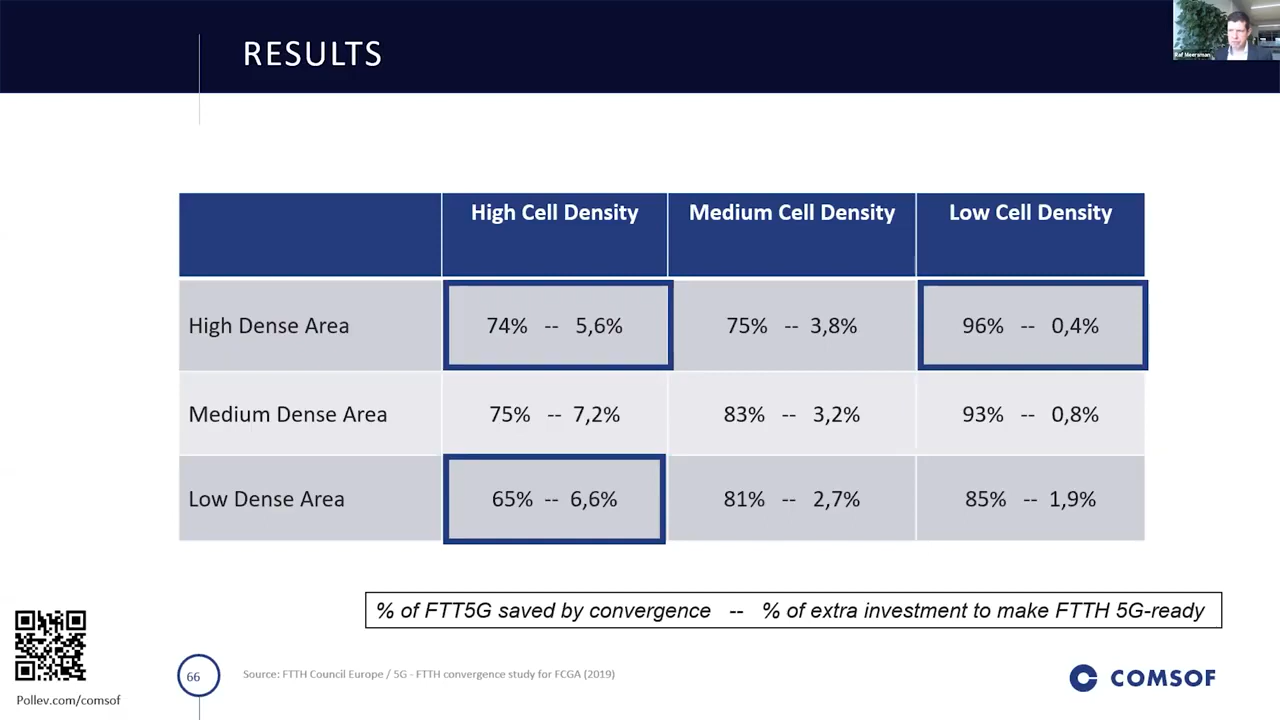 RESULTS
Raf Meersman
High Cell Density Medium Cell Density Low Cell Density
High Dense Area 74% -- 5,6% 75% -- 3,8% 96% -- 0,4%
Medium Dense Area 75% -- 7,2% 83% -- 3,2% 93% -- 0,8%
Low Dense Area 65% -- 6,6% 81% -- 2,7% 85% -- 1,9%
% of FTT5G saved by convergence -- % of extra investment to make FTTH 5G-ready
Pollev.com/comsof
66
Source: FTTH Council Europe / 5G - FTTH convergence study for FCGA (2019)
COMSOF